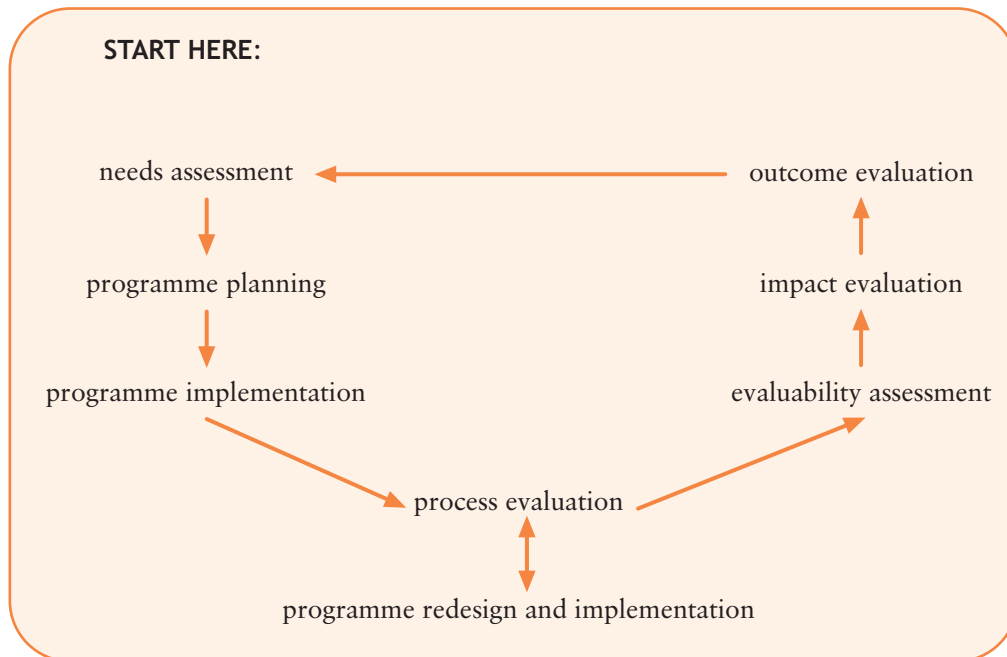 START HERE:
needs assessment
outcome evaluation
programme planning
impact evaluation
programme implementation
evaluability assessment
process evaluation
programme redesign and implementation